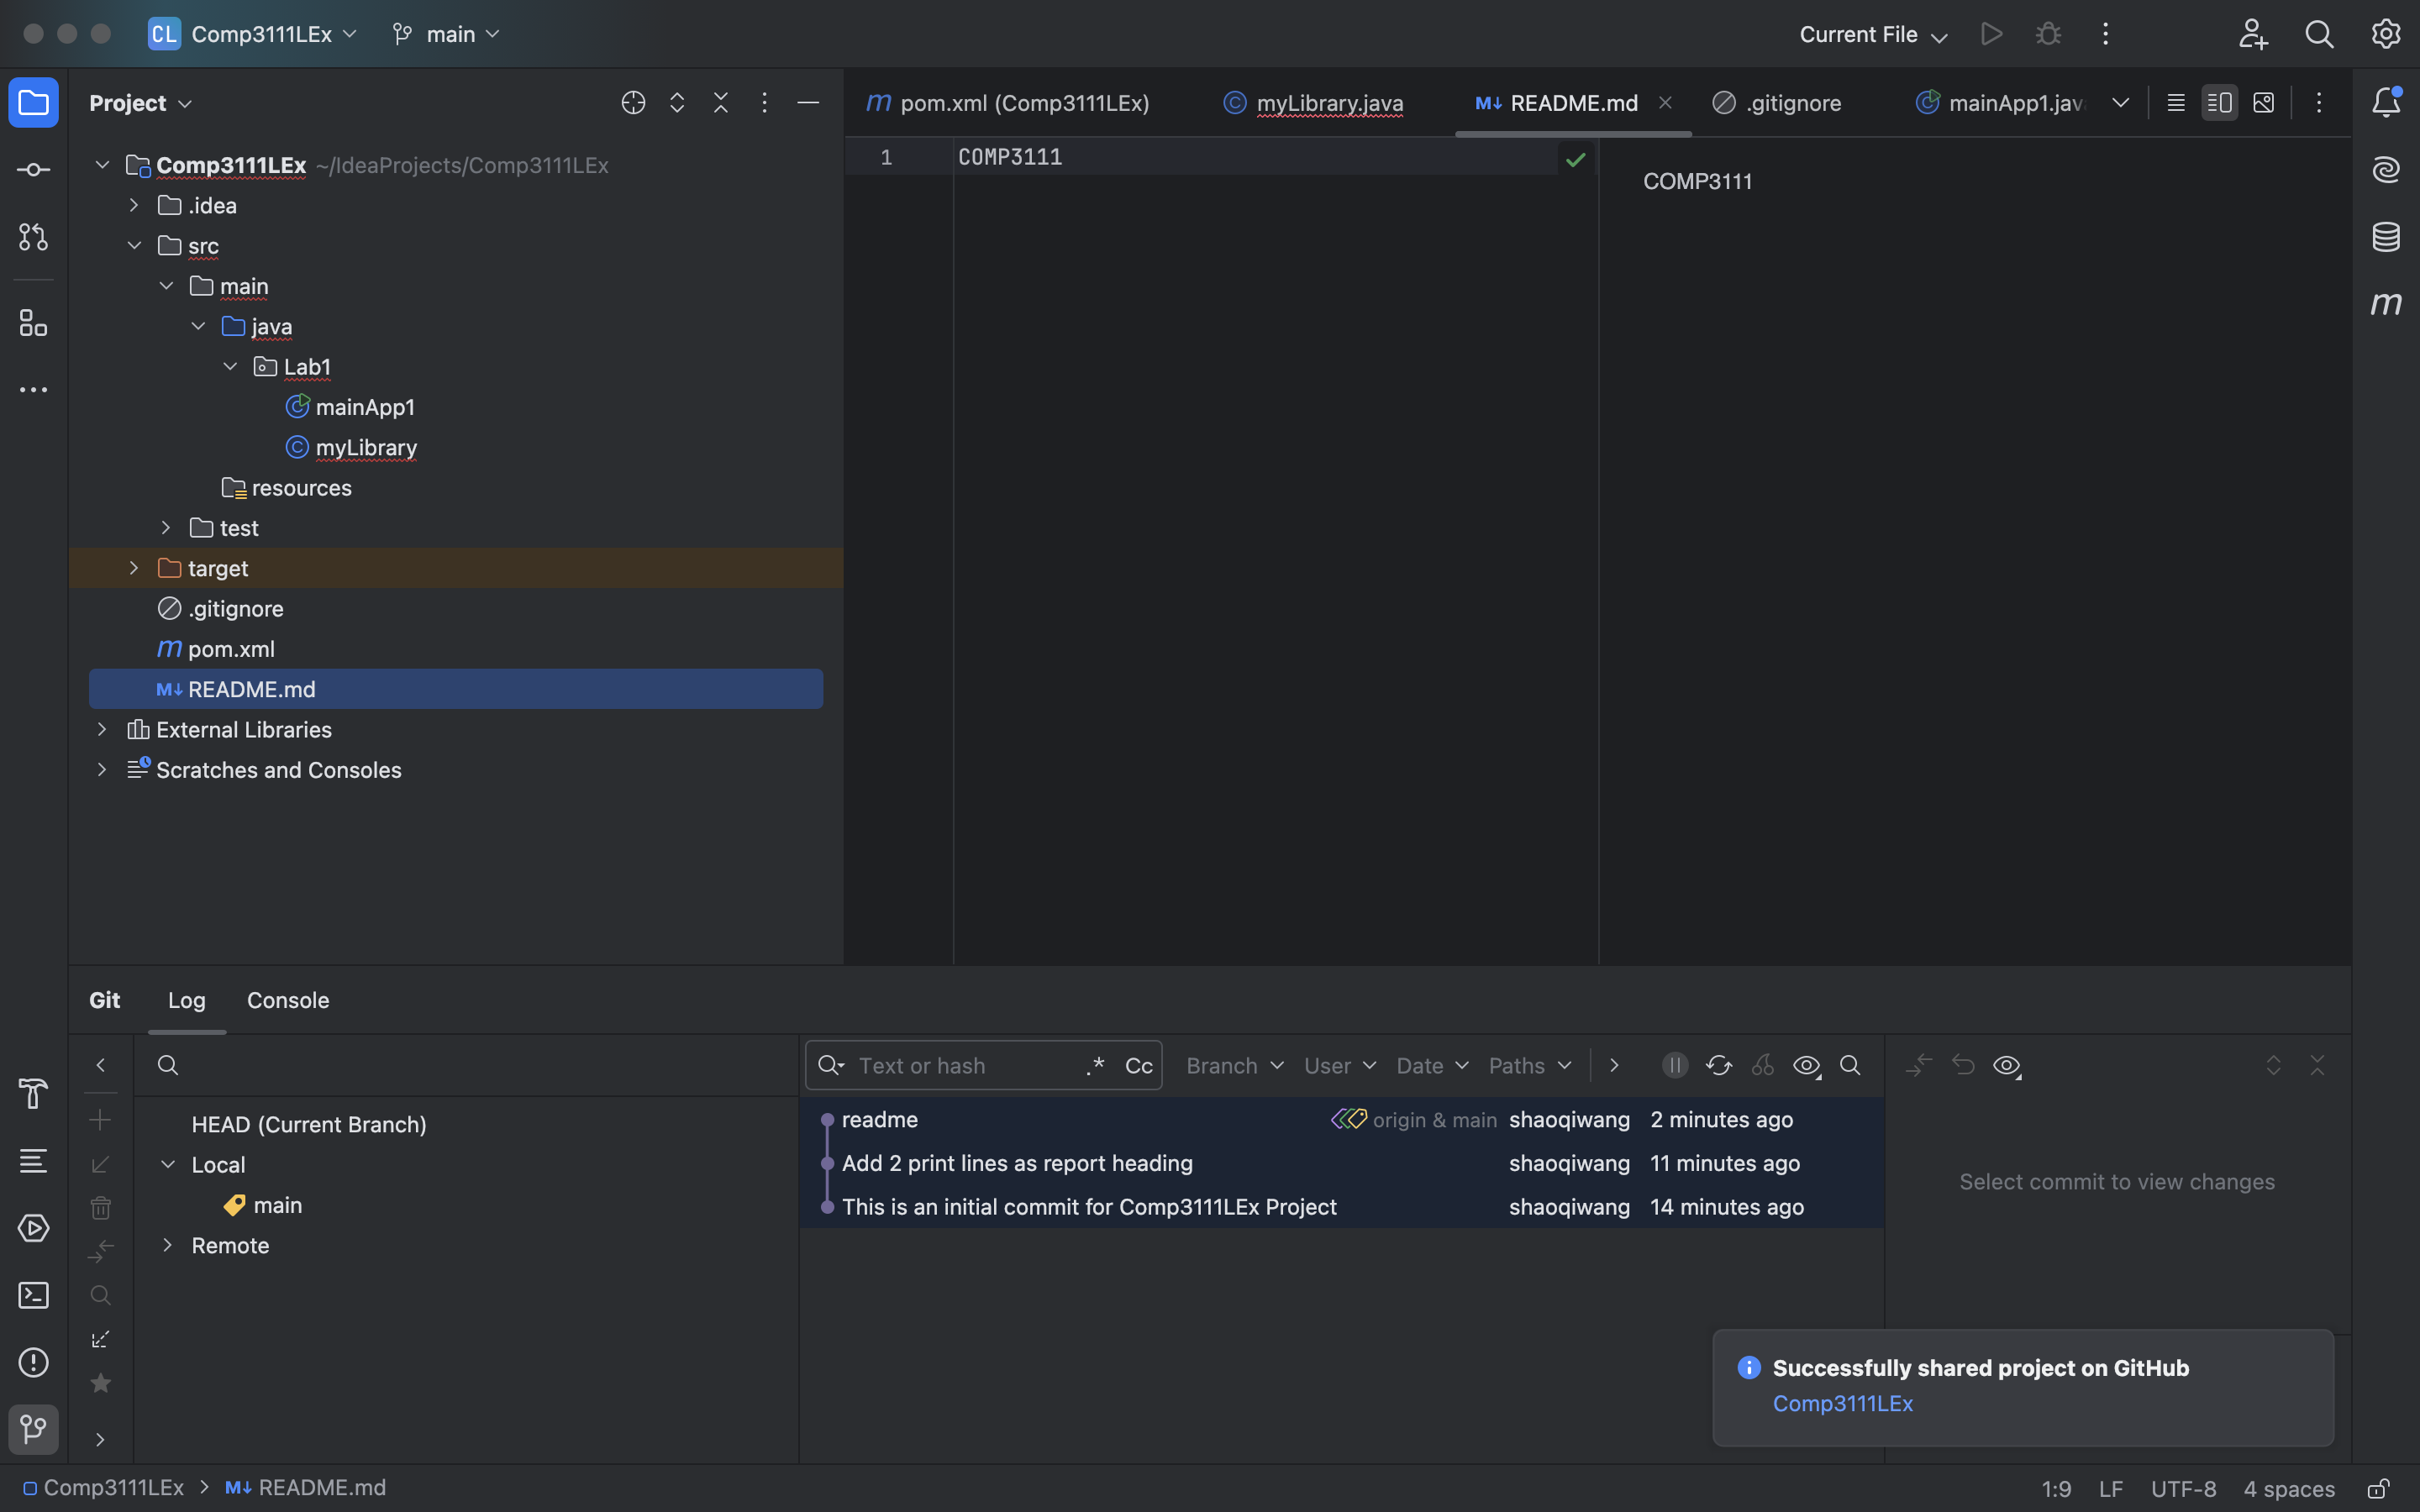 CL Comp3111LEx main Current File
Project
pom.xml (Comp3111LEx) myLibrary.java README.md .gitignore mainApp1.jav
Comp3111LEx ~/IdeaProjects/Comp3111LEx
.idea
src
main
java
Lab1
mainApp1
myLibrary
resources
test
target
.gitignore
pom.xml
README.md
External Libraries
Scratches and Consoles
1 COMP3111
COMP3111
Git Log Console
Text or hash .* Cc Branch User Date Paths
HEAD (Current Branch)
Local
main
Remote
readme origin & main shaoqiwang 2 minutes ago
Add 2 print lines as report heading shaoqiwang 11 minutes ago
This is an initial commit for Comp3111LEx Project shaoqiwang 14 minutes ago
Select commit to view changes
Successfully shared project on GitHub
Comp3111LEx
Comp3111LEx > README.md 1:9 LF UTF-8 4 spaces